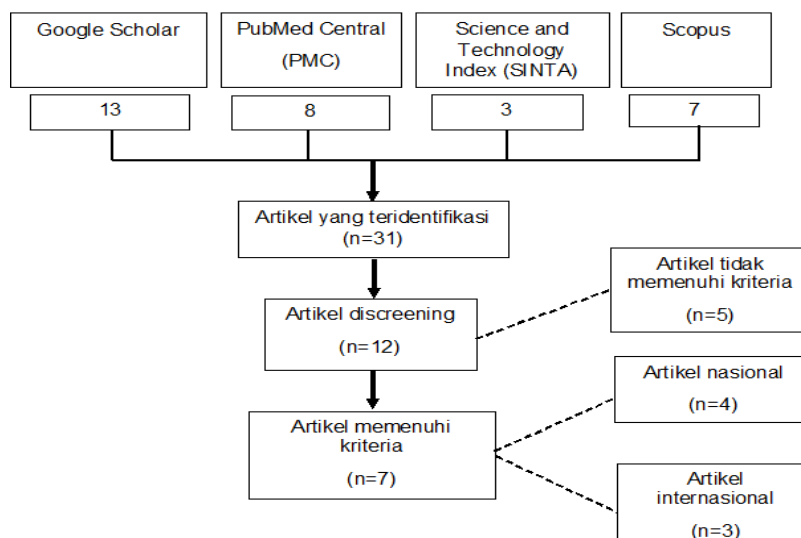 Google Scholar
PubMed Central
(PMC)
Science and
Technology
Index (SINTA)
Scopus
13
8
3
7
Artikel yang teridentifikasi
(n=31)
Artikel tidak
memenuhi kriteria
(n=5)
Artikel discreening
(n=12)
Artikel nasional
(n=4)
Artikel memenuhi
kriteria
(n=7)
Artikel
internasional
(n=3)